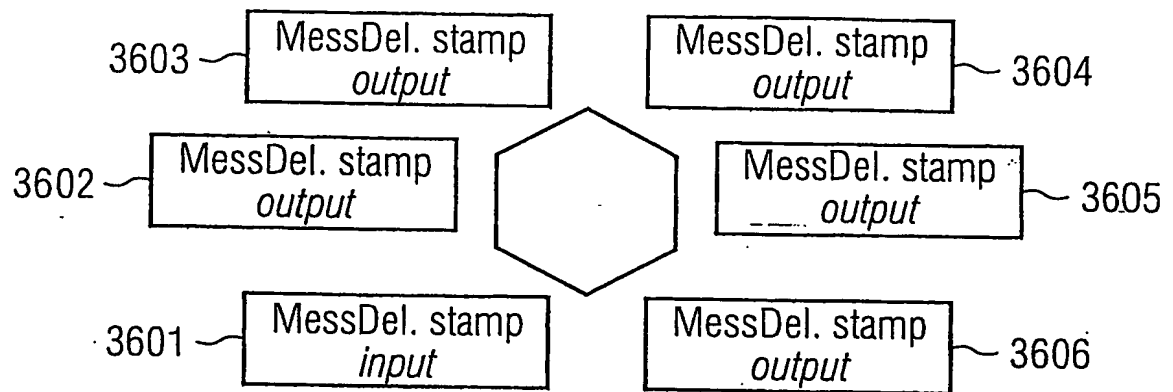 MessDel. stamp
output
3603
MessDel. stamp
output
3604
MessDel. stamp
output
3602
MessDel. stamp
output
3605
MessDel. stamp
input
3601
MessDel. stamp
output
3606